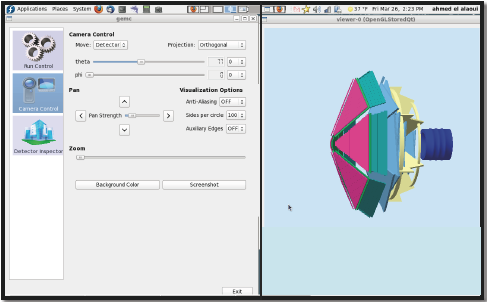 Applications Places System
37 °F Fri Mar 26, 2:23 PM ahmed el alaoui
gemc
viewer-0 (OpenGLStoredQt)
Run Control
Camera Control
Detector Inspector
Camera Control
Move: Detector
Projection: Orthogonal
theta
0
phi
0
Pan
Pan Strength
Visualization Options
Anti-Aliasing OFF
Sides per circle: 100
Auxiliary Edges OFF
Zoom
Background Color
Screenshot
Exit